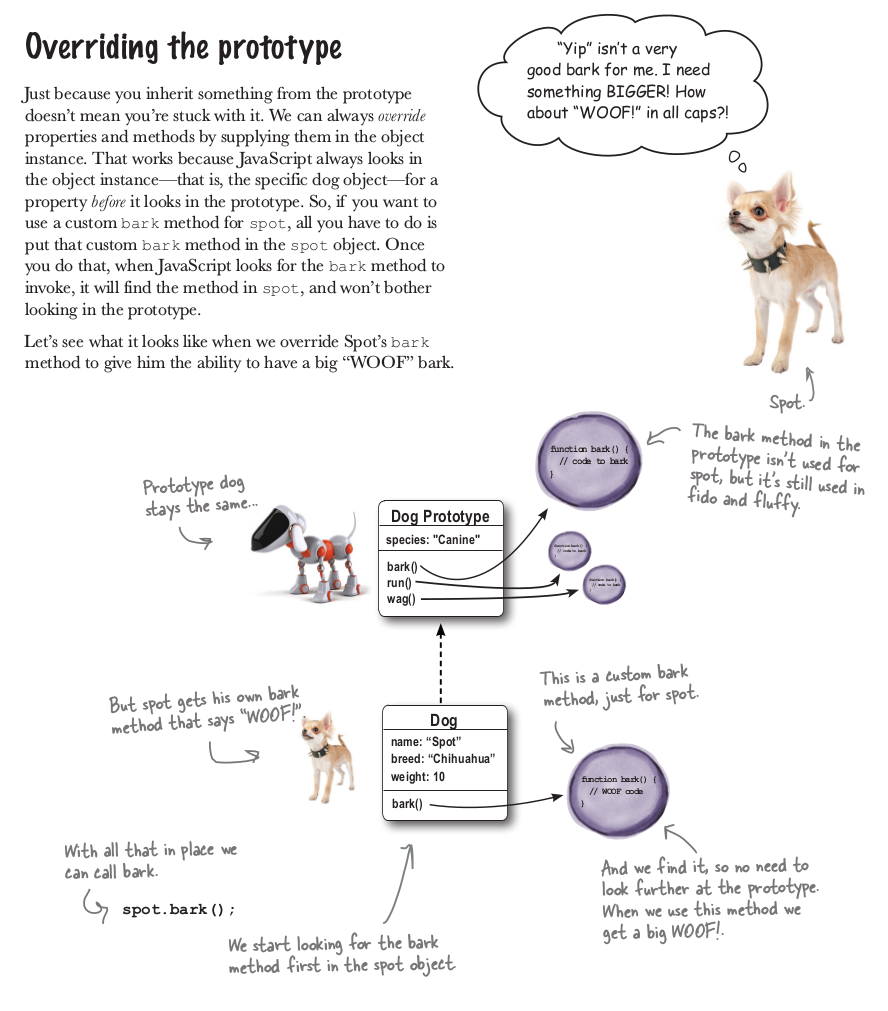 Overriding the prototype
Just because you inherit something from the prototype
doesn't mean you're stuck with it. We can always override
properties and methods by supplying them in the object
instance. That works because JavaScript always looks in
the object instance—that is, the specific dog object—for a
property before it looks in the prototype. So, if you want to
use a custom bark method for spot, all you have to do is
put that custom bark method in the spot object. Once
you do that, when JavaScript looks for the bark method to
invoke, it will find the method in spot, and won't bother
looking in the prototype.
Let's see what it looks like when we override Spot's bark
method to give him the ability to have a big “WOOF” bark.
“Yip” isn't a very
good bark for me. I need
something BIGGER! How
about “WOOF!” in all caps?!
Spot.
Prototype dog
stays the same...
Dog Prototype
species: "Canine"
bark()
run()
wag()
function bark() {
// code to bark
}
function bark() {
// code to bark
}
function bark() {
// code to bark
}
The bark method in the
prototype isn't used for
spot, but it's still used in
fido and fluffy.
But spot gets his own bark
method that says “WOOF!”.
Dog
name: “Spot”
breed: “Chihuahua”
weight: 10
bark()
This is a custom bark
method, just for spot.
function bark() {
// WOOF code
}
With all that in place we
can call bark.
spot.bark();
We start looking for the bark
method first in the spot object
And we find it, so no need to
look further at the prototype.
When we use this method we
get a big WOOF!.